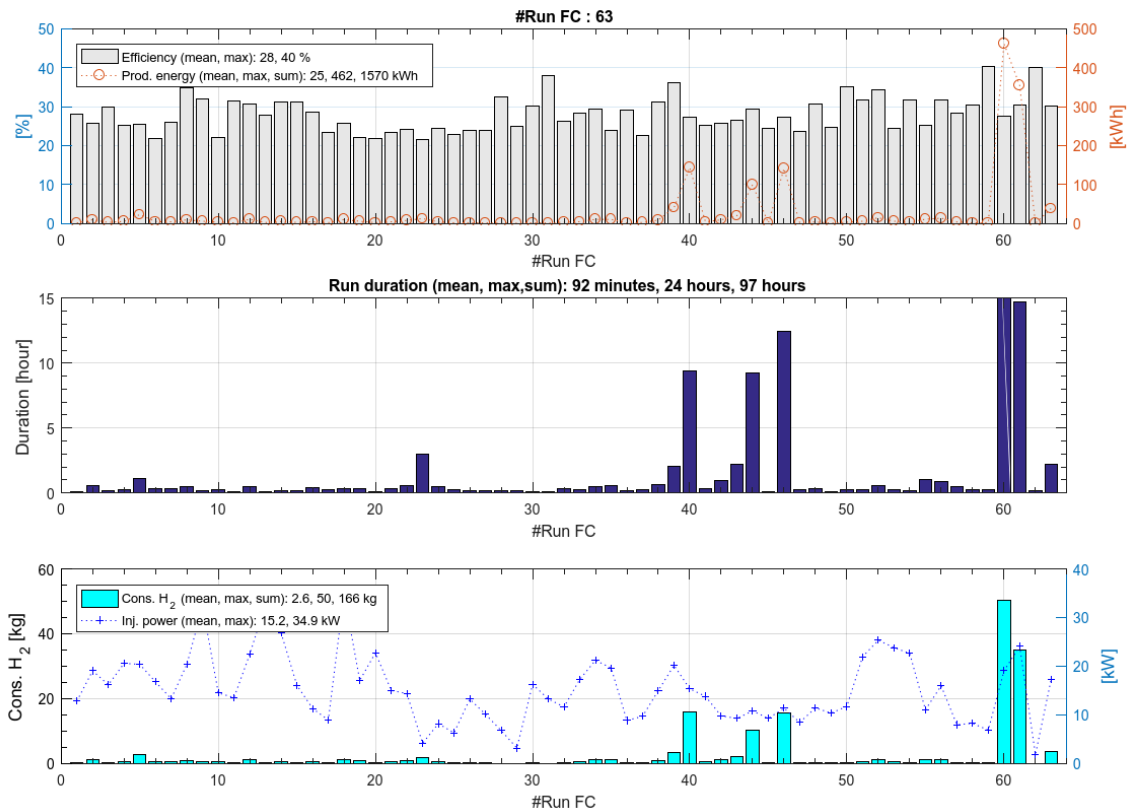 #Run FC : 63
50
40
30
20
10
0
[%]
Efficiency (mean, max): 28, 40 %
Prod. energy (mean, max, sum): 25, 462, 1570 kWh
500
400
300
200
100
0
[kWh]
0 10 20 30 40 50 60
#Run FC
Run duration (mean, max,sum): 92 minutes, 24 hours, 97 hours
15
10
5
0
Duration [hour]
0 10 20 30 40 50 60
#Run FC
60
40
20
0
Cons. H2 [kg]
Cons. H2 (mean, max, sum): 2.6, 50, 166 kg
Inj. power (mean, max): 15.2, 34.9 kW
40
30
20
10
0
[kW]
0 10 20 30 40 50 60
#Run FC